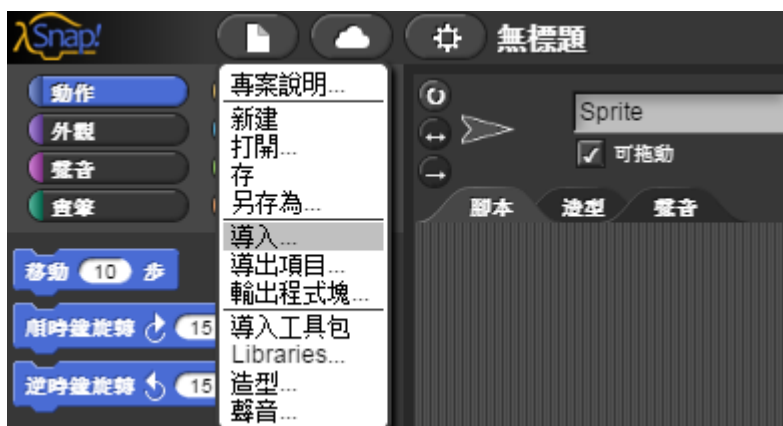 λSnap!
無標題
動作
外觀
聲音
畫筆
專案說明...
新建
打開...
存
另存為...
導入...
導出項目...
輸出程式塊...
導入工具包
Libraries...
造型...
聲音...
移動 10 步
順時鐘旋轉 15
逆時鐘旋轉 15
Sprite
可拖動
腳本
造型
聲音